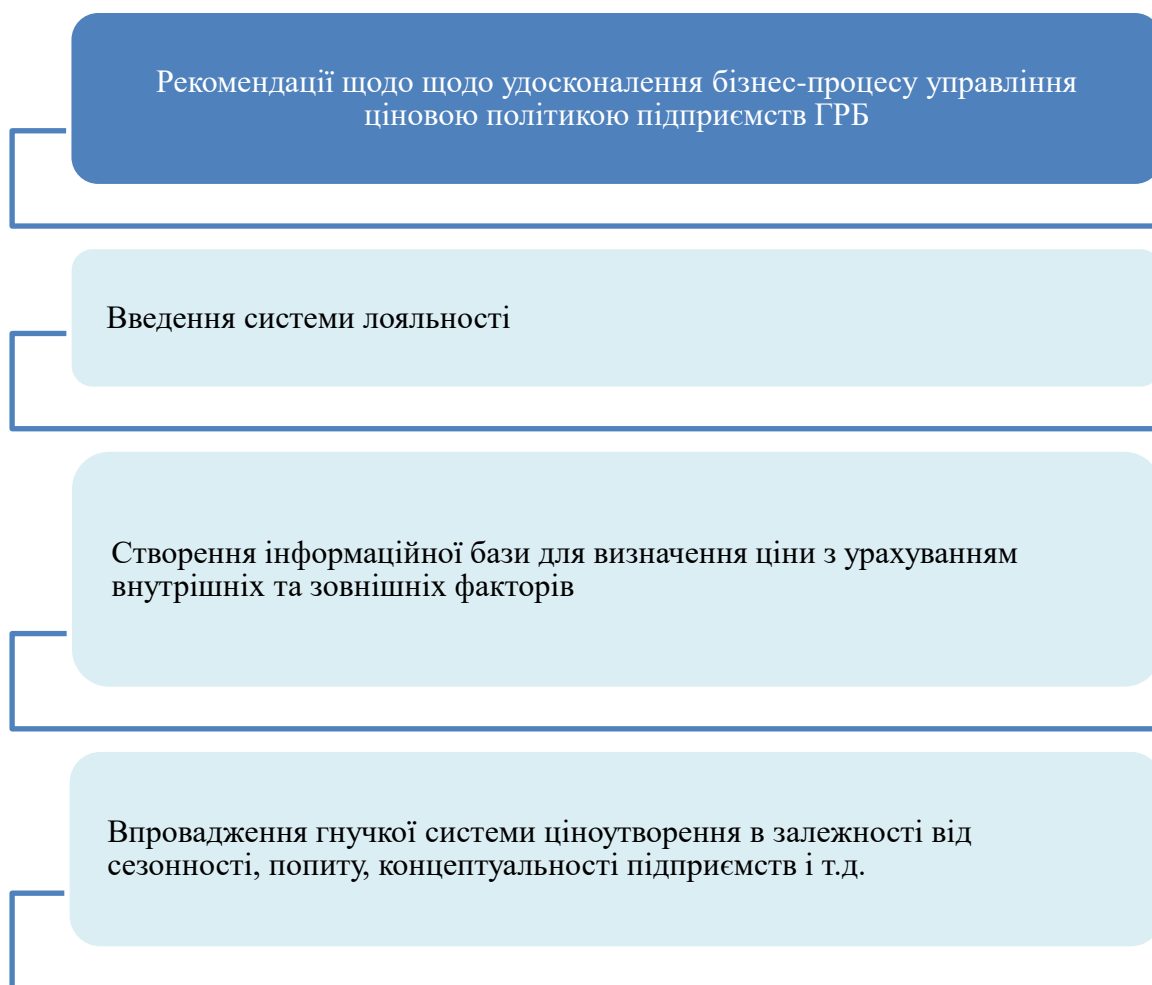 Рекомендації щодо щодо удосконалення бізнес-процесу управління
ціновою політикою підприємств ГРБ
Введення системи лояльності
Створення інформаційної бази для визначення ціни з урахуванням
внутрішніх та зовнішніх факторів
Впровадження гнучкої системи ціноутворення в залежності від
сезонності, попиту, концептуальності підприємств і т.д.